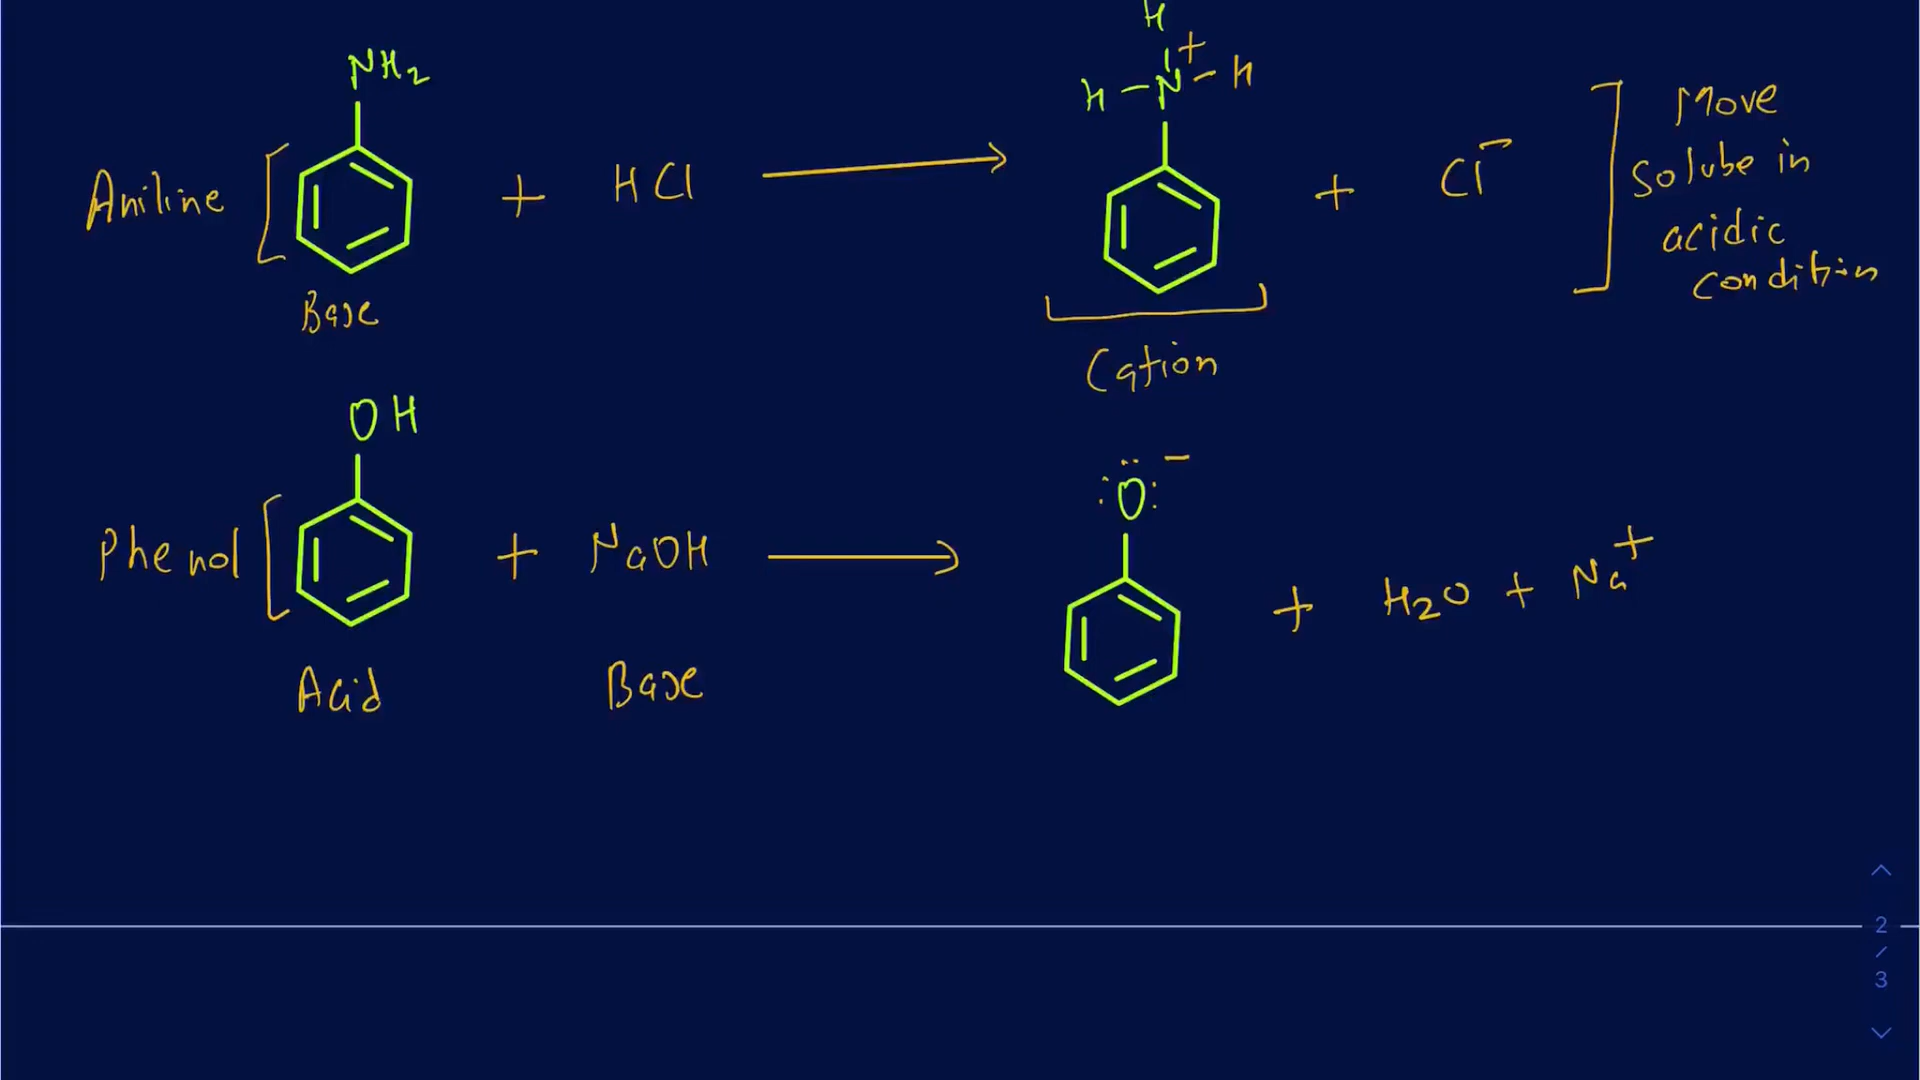 NH2
H
H - N+ - H
Aniline [ + HCl ⟶ + Cl⁻ ]
Move
Solube in
acidic
condition
Base
Cation
OH
:Ö: −
Phenol [ + NaOH ⟶ + H2O + Na+
Acid Base
2
/
3